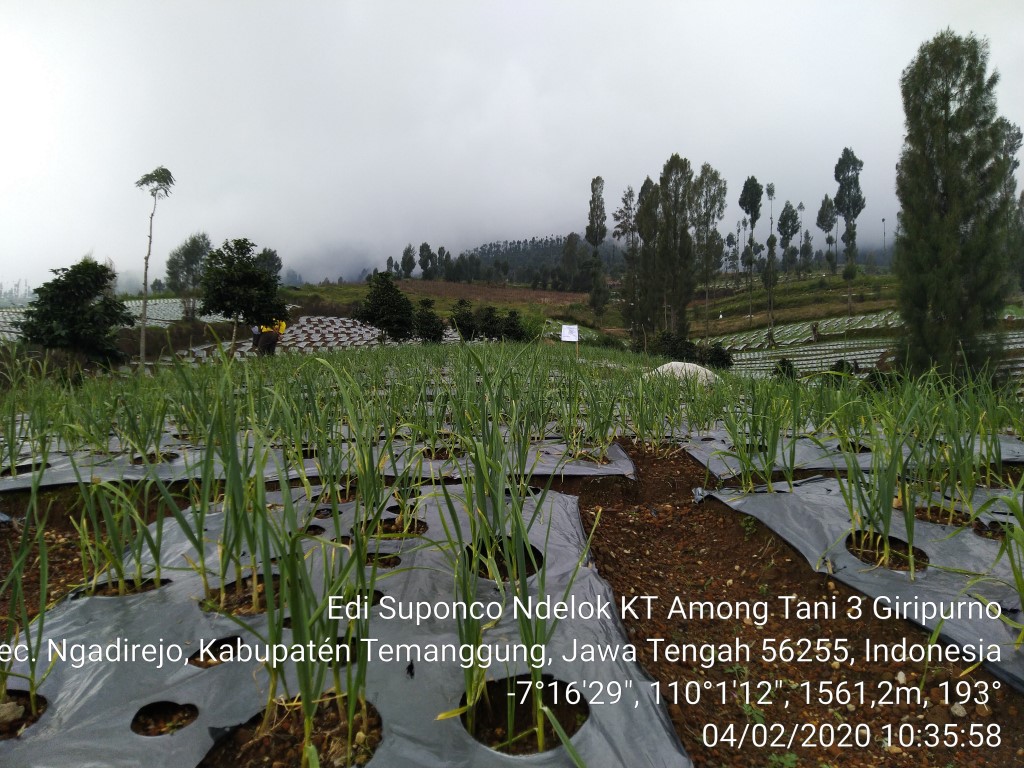 Edi Suponco Ndelok KT Among Tani 3 Giripurno
ec. Ngadirejo, Kabupatén Temanggung, Jawa Tengah 56255, Indonesia
-7°16'29", 110°1'12", 1561,2m, 193°
04/02/2020 10:35:58